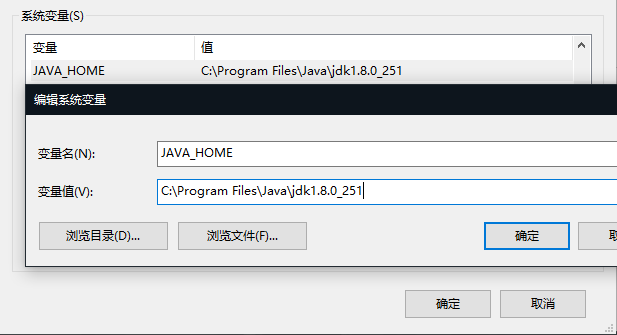 系统变量(S)
变量 值
JAVA_HOME C:\Program Files\Java\jdk1.8.0_251
编辑系统变量
变量名(N): JAVA_HOME
变量值(V): C:\Program Files\Java\jdk1.8.0_251
浏览目录(D)... 浏览文件(F)... 确定 取
确定 取消